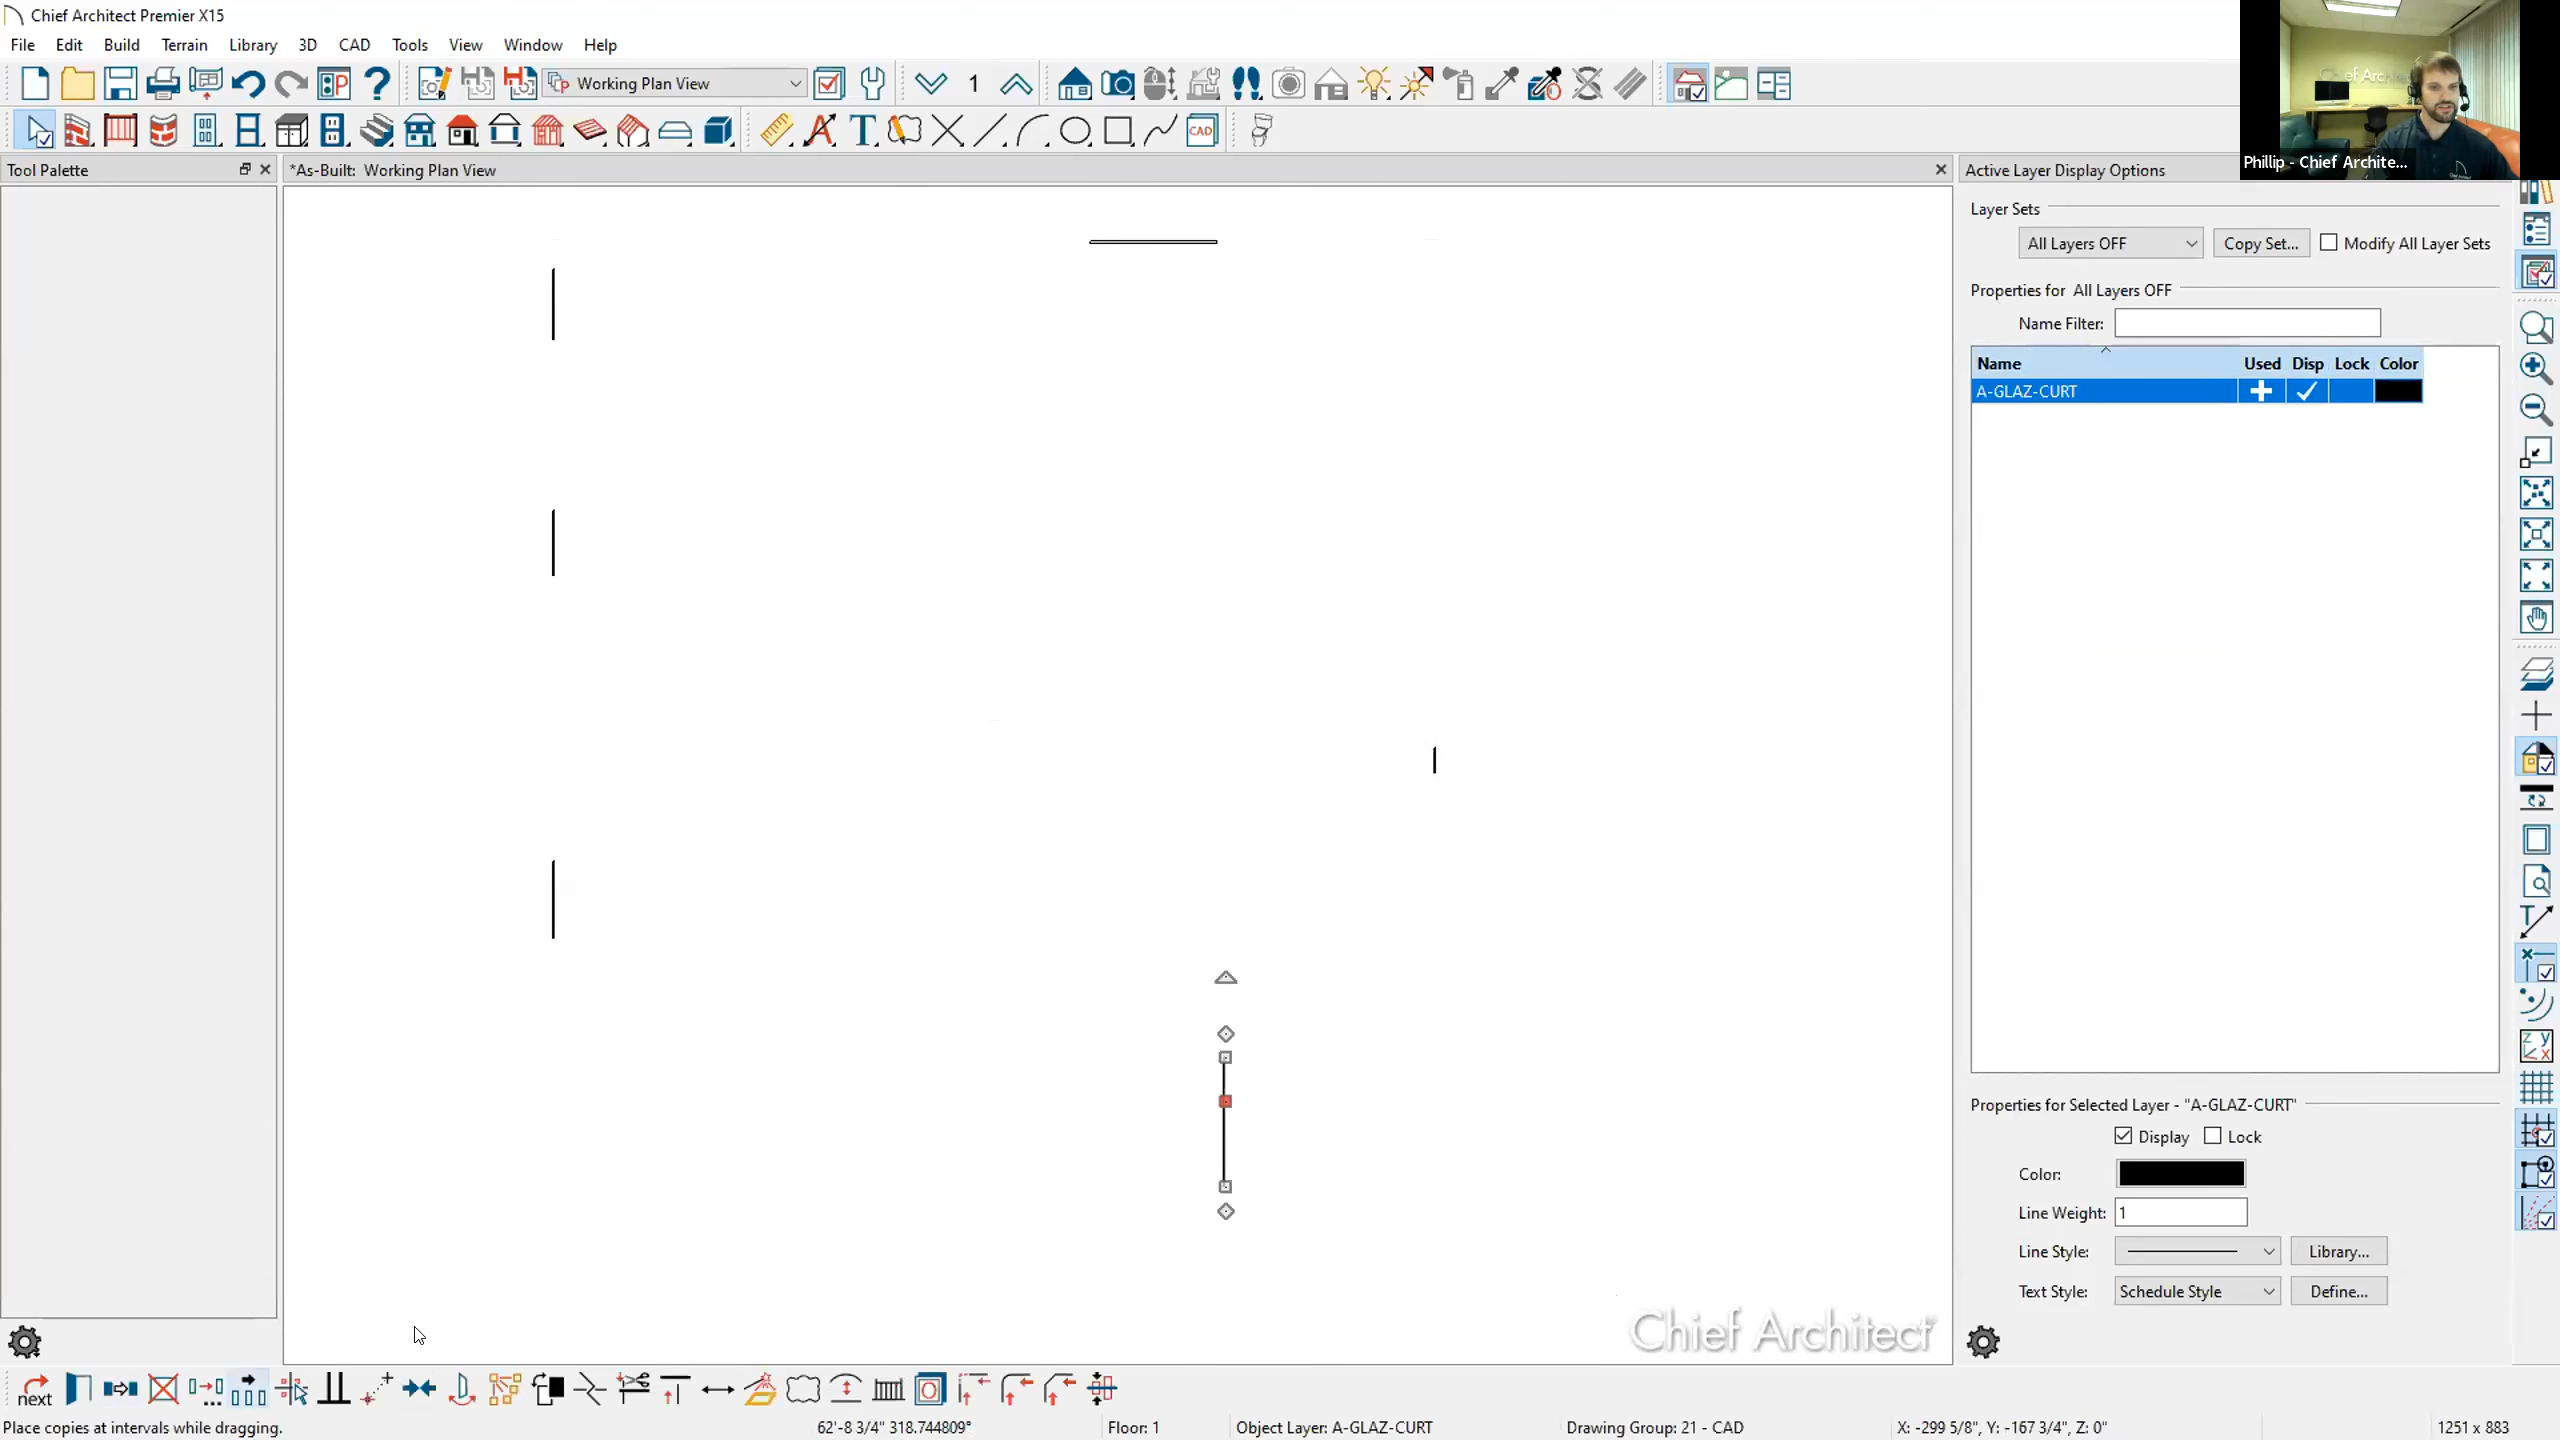 Chief Architect Premier X15
File Edit Build Terrain Library 3D CAD Tools View Window Help
Working Plan View
1
T
CAD
Phillip - Chief Archite...
Tool Palette
*As-Built: Working Plan View
Active Layer Display Options
Layer Sets
All Layers OFF
Copy Set...
Modify All Layer Sets
Properties for All Layers OFF
Name Filter:
Name Used Disp Lock Color
A-GLAZ-CURT
Properties for Selected Layer - "A-GLAZ-CURT"
Display Lock
Color:
Line Weight: 1
Line Style: Library...
Text Style: Schedule Style Define...
Chief Architect
next
Place copies at intervals while dragging.
62'-8 3/4" 318.744809°
Floor: 1
Object Layer: A-GLAZ-CURT
Drawing Group: 21 - CAD
X: -299 5/8", Y: -167 3/4", Z: 0"
1251 x 883